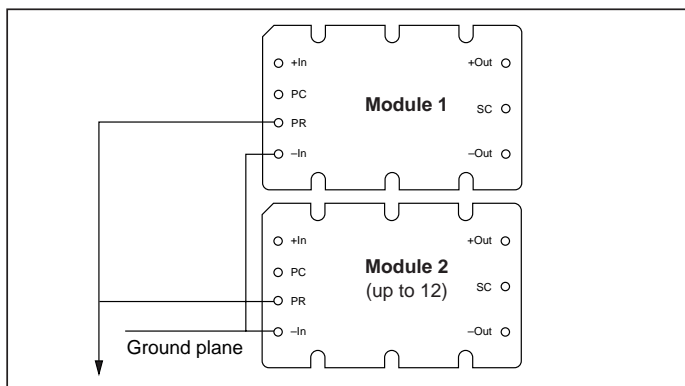 +In
+Out
PC
Module 1
SC
PR
–In
–Out
+In
+Out
PC
Module 2
(up to 12)
SC
PR
–In
–Out
Ground plane